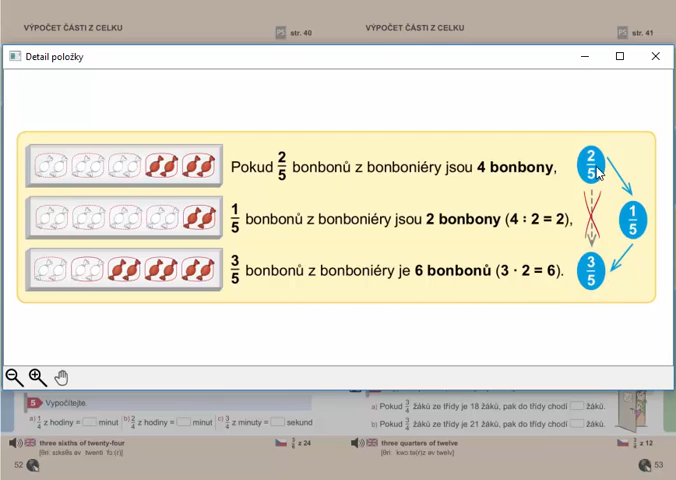 VÝPOČET ČÁSTI Z CELKU
PS str. 40
VÝPOČET ČÁSTI Z CELKU
PS str. 41
Detail položky
Pokud 2/5 bonbonů z bonboniéry jsou 4 bonbony,
1/5 bonbonů z bonboniéry jsou 2 bonbony (4 : 2 = 2),
3/5 bonbonů z bonboniéry je 6 bonbonů (3 · 2 = 6).
2/5
1/5
3/5
5 Vypočítejte.
a) 1/4 z hodiny = minut b) 2/4 z hodiny = minut c) 3/4 z minuty = sekund
a) Pokud 3/4 žáků ze třídy je 18 žáků, pak do třídy chodí žáků.
b) Pokud 3/4 žáků ze třídy je 21 žáků, pak do třídy chodí žáků.
three sixths of twenty-four
z 24
three quarters of twelve
z 12
52
53